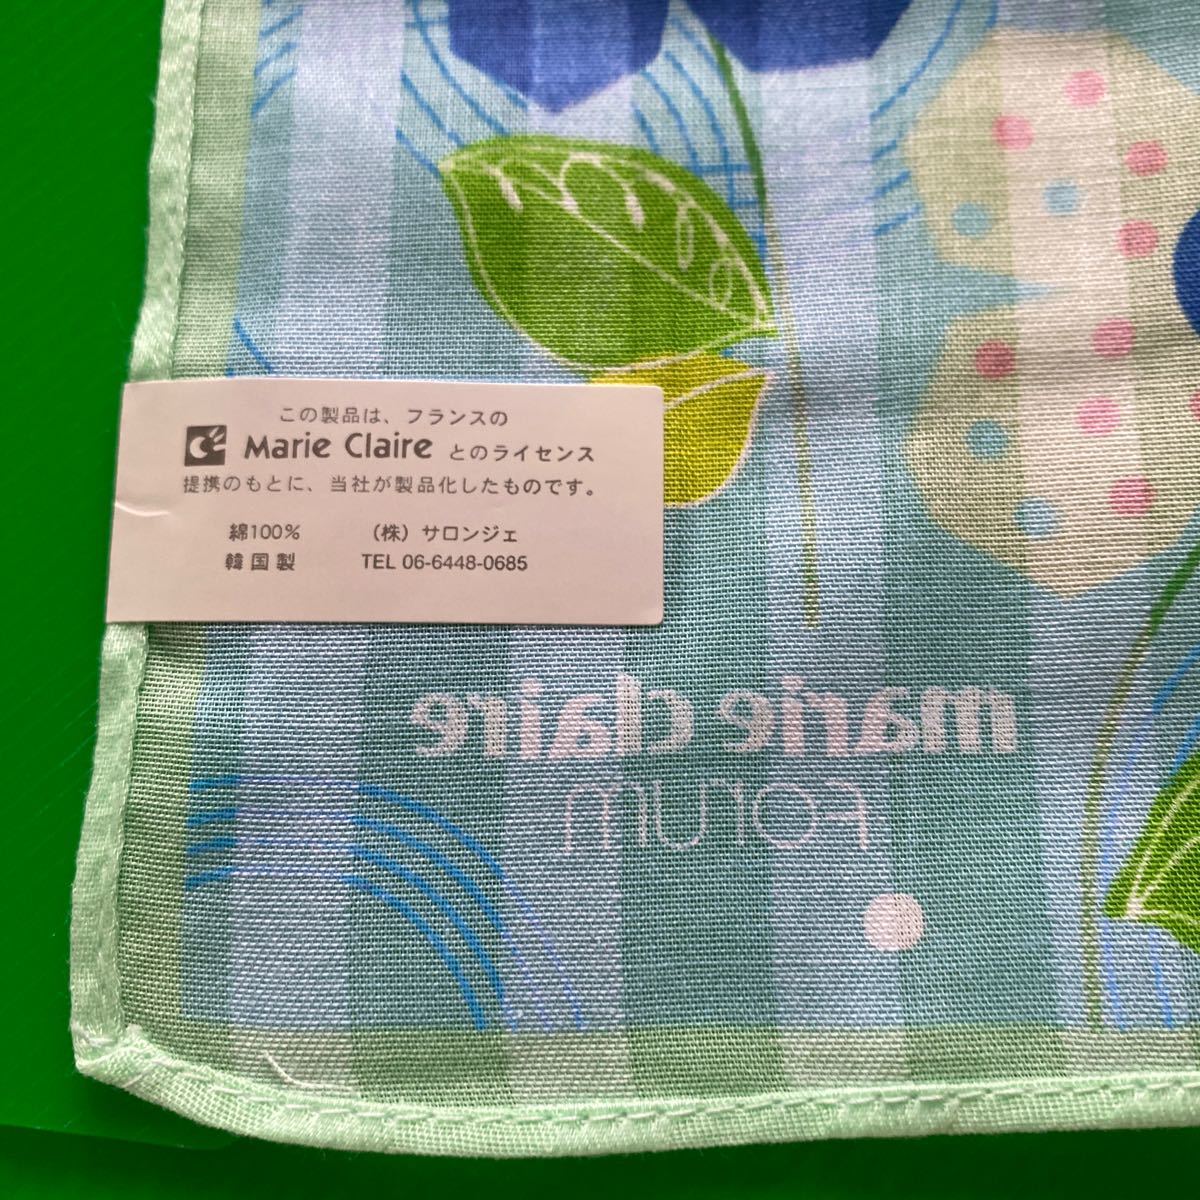 この製品は、フランスの
Marie Claire とのライセンス
提携のもとに、当社が製品化したものです。
綿100% （株）サロンジェ
韓国製 TEL 06-6448-0685
marie claire
FORUM